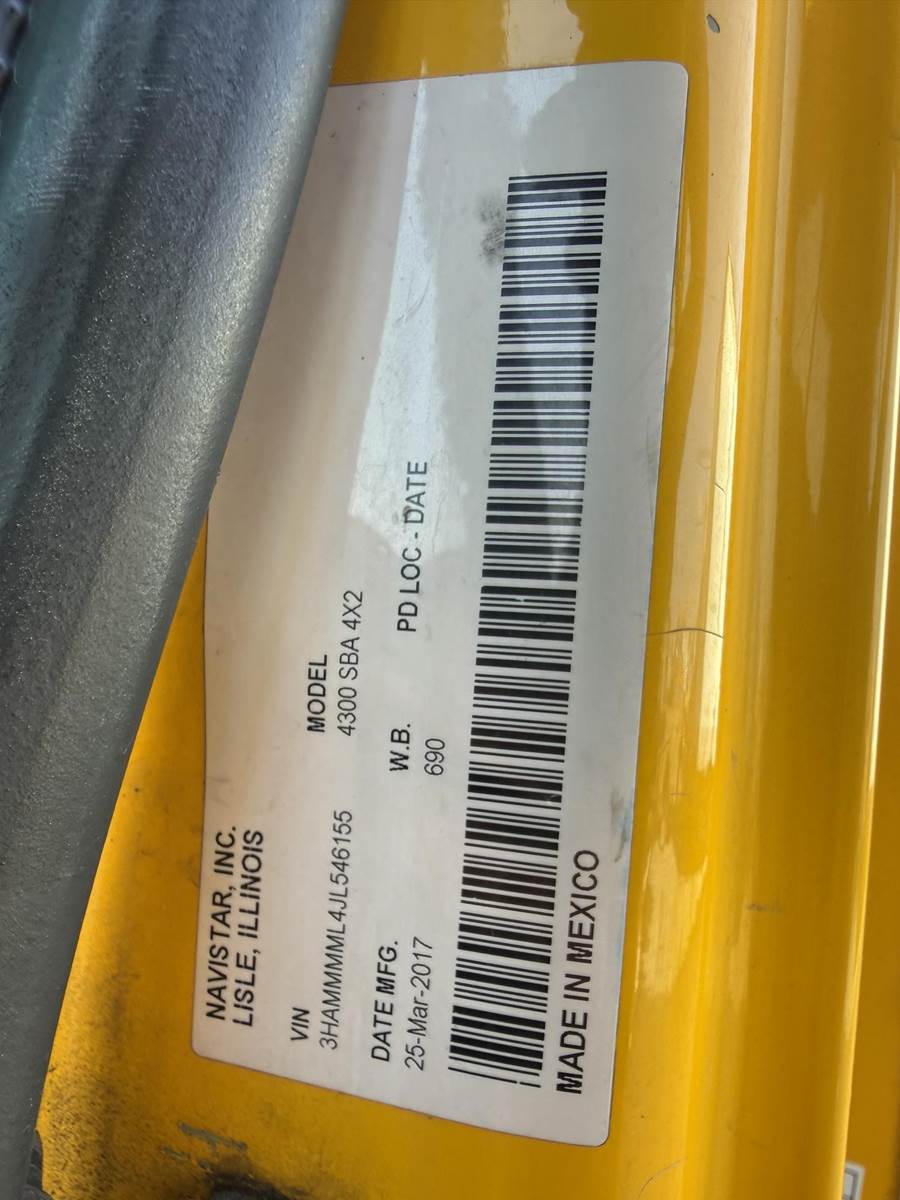 NAVISTAR, INC.
LISLE, ILLINOIS
VIN
MODEL
3HAMMMML4JL546155
4300 SBA 4X2
DATE MFG.
W.B.
PD LOC - DATE
25-Mar-2017
690
MADE IN MEXICO